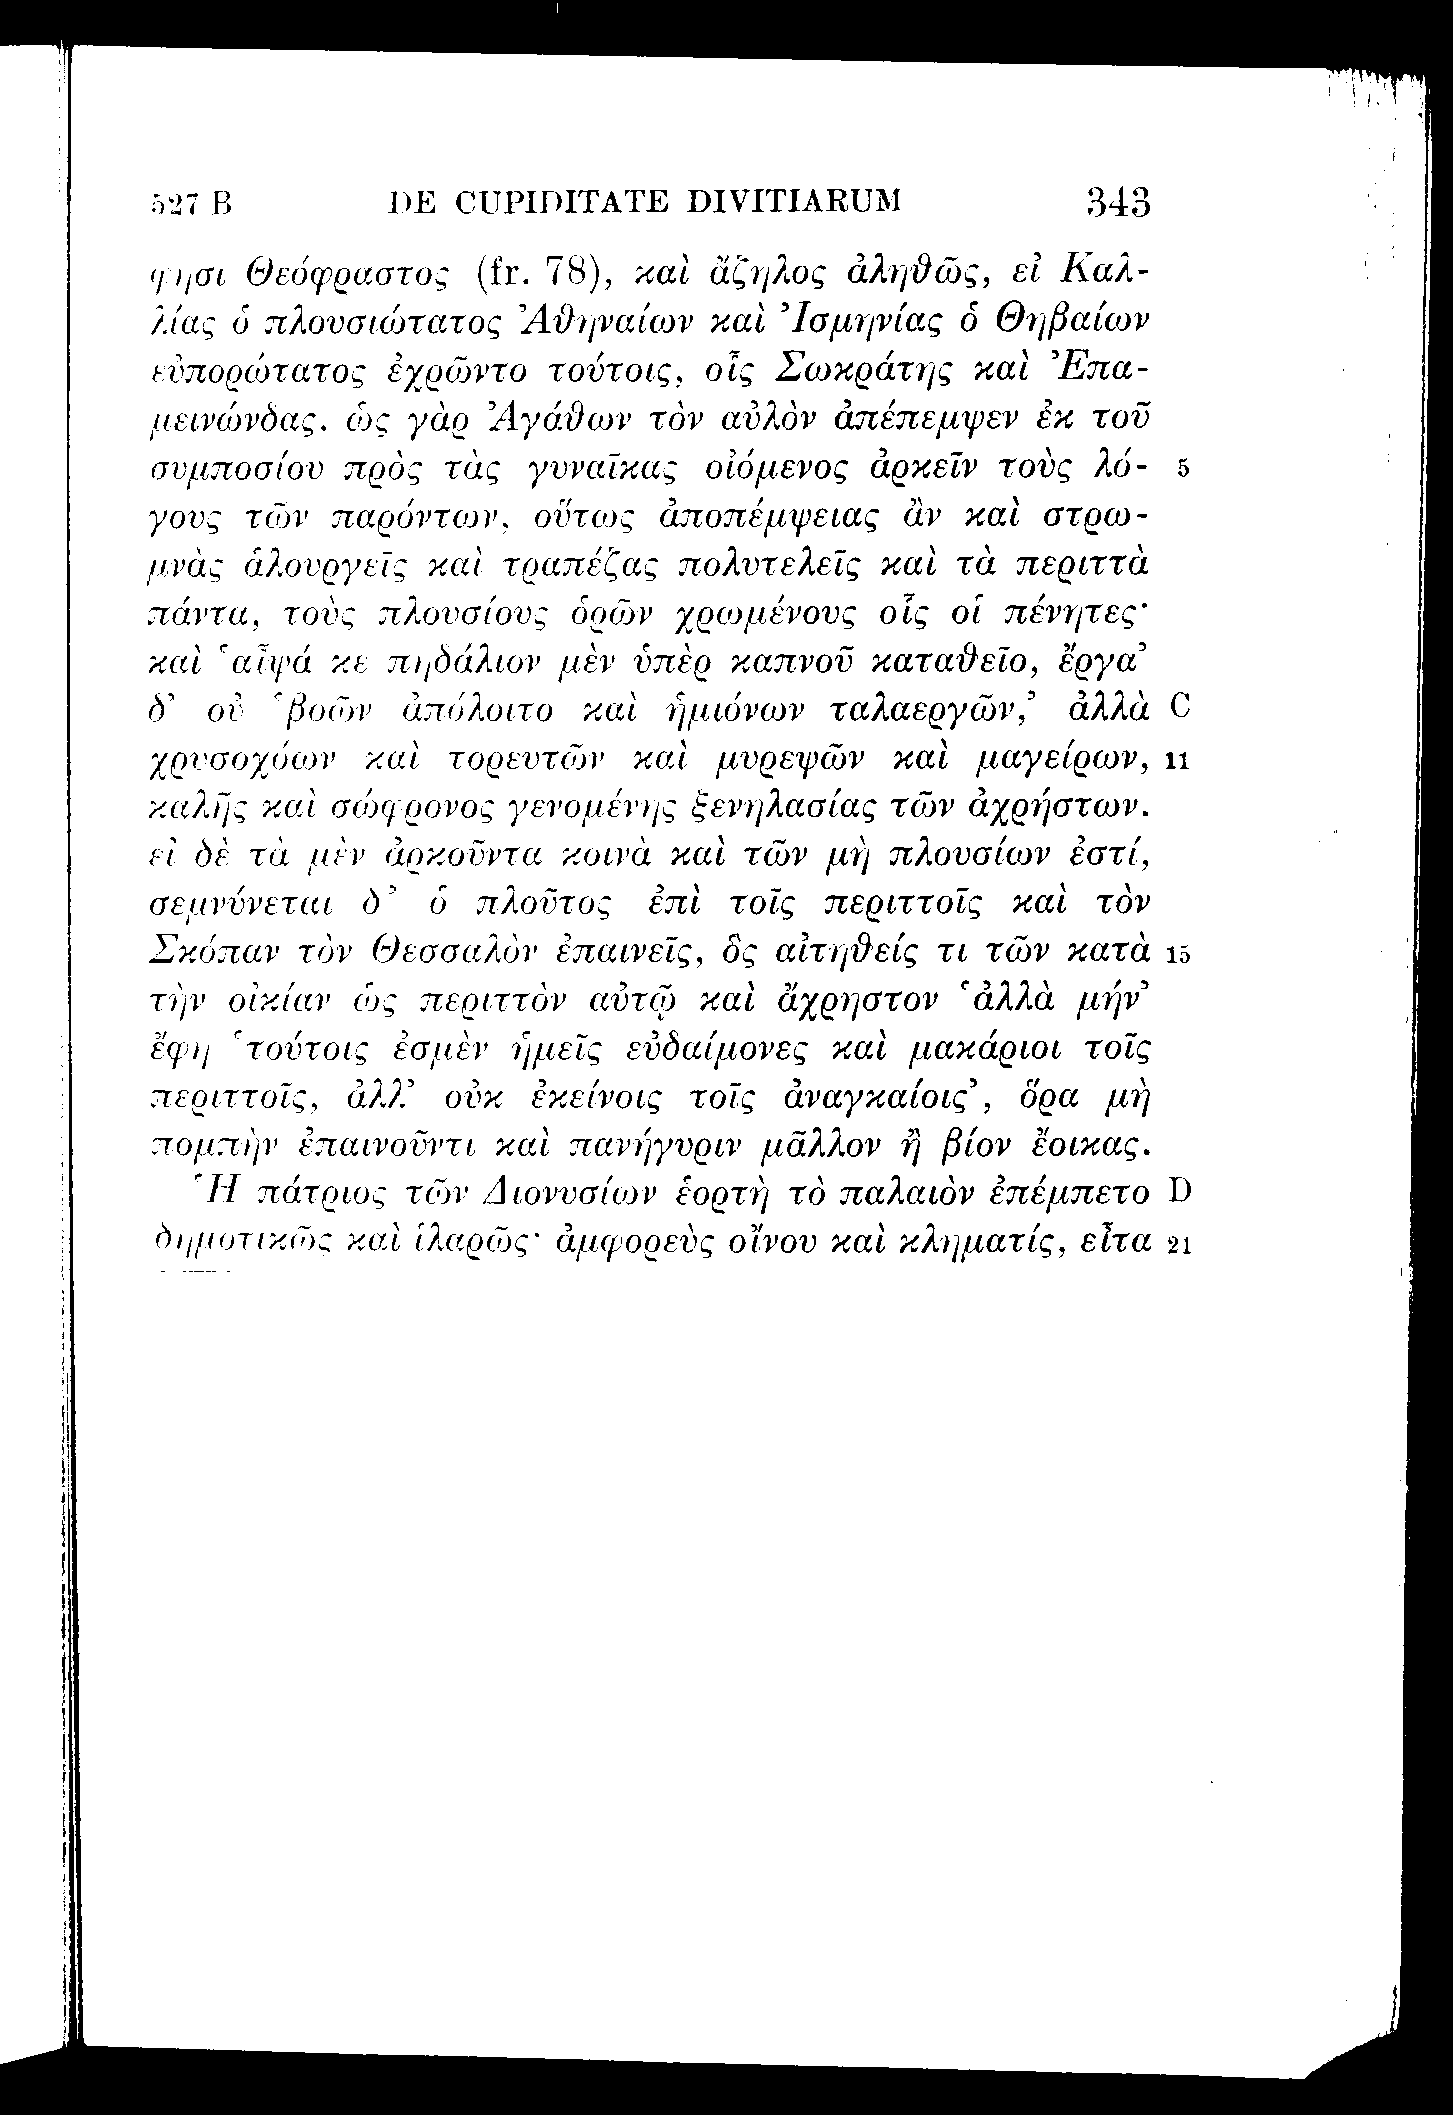 527 B DE CUPIDITATE DIVITIARUM 343
φησι Θεόφραστος (fr. 78), καὶ ἄζηλος ἀληθῶς, εἰ Καλ-
λίας ὁ πλουσιώτατος Ἀθηναίων καὶ Ἰσμηνίας ὁ Θηβαίων
εὐπορώτατος ἐχρῶντο τούτοις, οἷς Σωκράτης καὶ Ἐπα-
μεινώνδας. ὡς γὰρ Ἀγάθων τὸν αὐλὸν ἀπέπεμψεν ἐκ τοῦ
συμποσίου πρὸς τὰς γυναῖκας οἰόμενος ἀρκεῖν τοὺς λό- 5
γους τῶν παρόντων, οὕτως ἀποπέμψειας ἂν καὶ στρω-
μνὰς ἁλουργεῖς καὶ τραπέζας πολυτελεῖς καὶ τὰ περιττὰ
πάντα, τοὺς πλουσίους ὁρῶν χρωμένους οἷς οἱ πένητες·
καὶ ‘αἶψά κε πηδάλιον μὲν ὑπὲρ καπνοῦ καταθεῖο, ἔργα’
δ’ οὐ ‘βοῶν ἀπόλοιτο καὶ ἡμιόνων ταλαεργῶν,’ ἀλλὰ C
χρυσοχόων καὶ τορευτῶν καὶ μυρεψῶν καὶ μαγείρων, 11
καλῆς καὶ σώφρονος γενομένης ξενηλασίας τῶν ἀχρήστων.
εἰ δὲ τὰ μὲν ἀρκοῦντα κοινὰ καὶ τῶν μὴ πλουσίων ἐστί,
σεμνύνεται δ’ ὁ πλοῦτος ἐπὶ τοῖς περιττοῖς καὶ τὸν
Σκόπαν τὸν Θεσσαλὸν ἐπαινεῖς, ὃς αἰτηθείς τι τῶν κατὰ 15
τὴν οἰκίαν ὡς περιττὸν αὐτῷ καὶ ἄχρηστον ‘ἀλλὰ μήν’
ἔφη ‘τούτοις ἐσμὲν ἡμεῖς εὐδαίμονες καὶ μακάριοι τοῖς
περιττοῖς, ἀλλ’ οὐκ ἐκείνοις τοῖς ἀναγκαίοις’, ὅρα μὴ
πομπὴν ἐπαινοῦντι καὶ πανήγυριν μᾶλλον ἢ βίον ἔοικας.
Ἡ πάτριος τῶν Διονυσίων ἑορτὴ τὸ παλαιὸν ἐπέμπετο D
δημοτικῶς καὶ ἱλαρῶς· ἀμφορεὺς οἴνου καὶ κληματίς, εἶτα 21